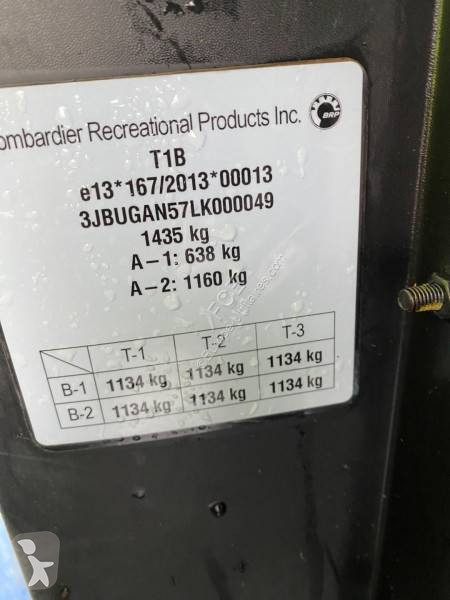 ombardier Recreational Products Inc. BRP
T1B
e13*167/2013*00013
3JBUGAN57LK000049
1435 kg
A-1: 638 kg
A-2: 1160 kg
T-1 T-2 T-3
B-1 1134 kg 1134 kg 1134 kg
B-2 1134 kg 1134 kg 1134 kg